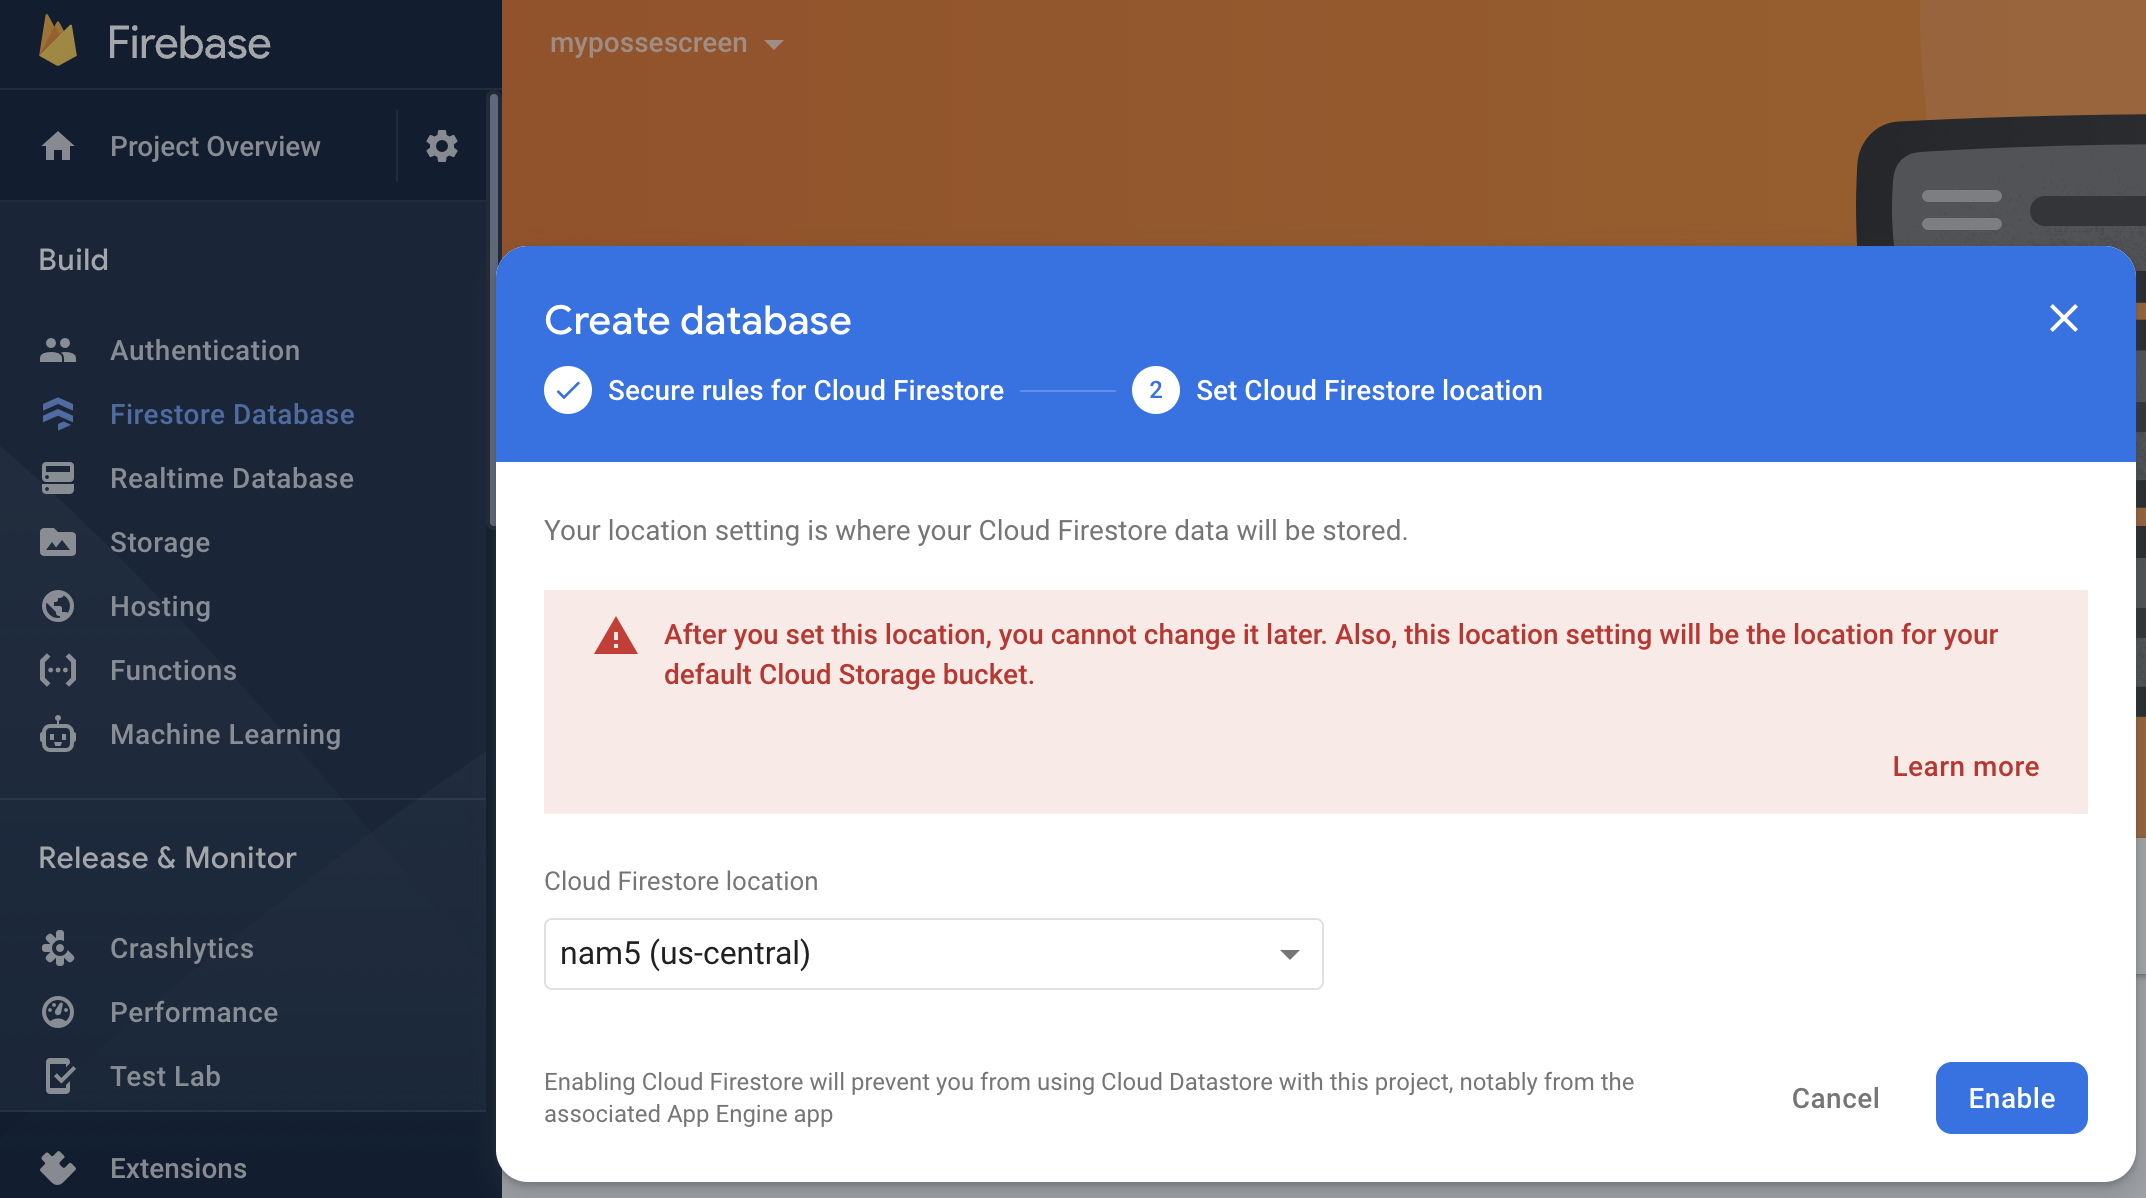 Firebase
mypossescreen
Project Overview
Build
Authentication
Firestore Database
Realtime Database
Storage
Hosting
Functions
Machine Learning
Release & Monitor
Crashlytics
Performance
Test Lab
Extensions
Create database
Secure rules for Cloud Firestore
2 Set Cloud Firestore location
Your location setting is where your Cloud Firestore data will be stored.
After you set this location, you cannot change it later. Also, this location setting will be the location for your
default Cloud Storage bucket.
Learn more
Cloud Firestore location
nam5 (us-central)
Enabling Cloud Firestore will prevent you from using Cloud Datastore with this project, notably from the
associated App Engine app
Cancel
Enable